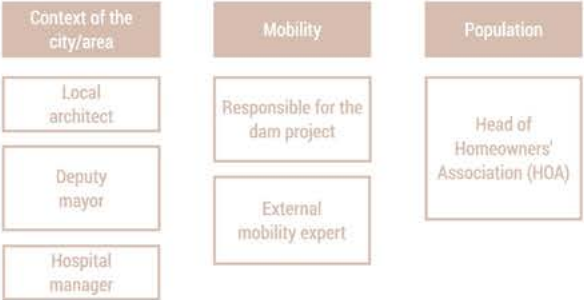 Context of the
city/area
Local
architect
Deputy
mayor
Hospital
manager
Mobility
Responsible for the
dam project
External
mobility expert
Population
Head of
Homeowners'
Association (HOA)